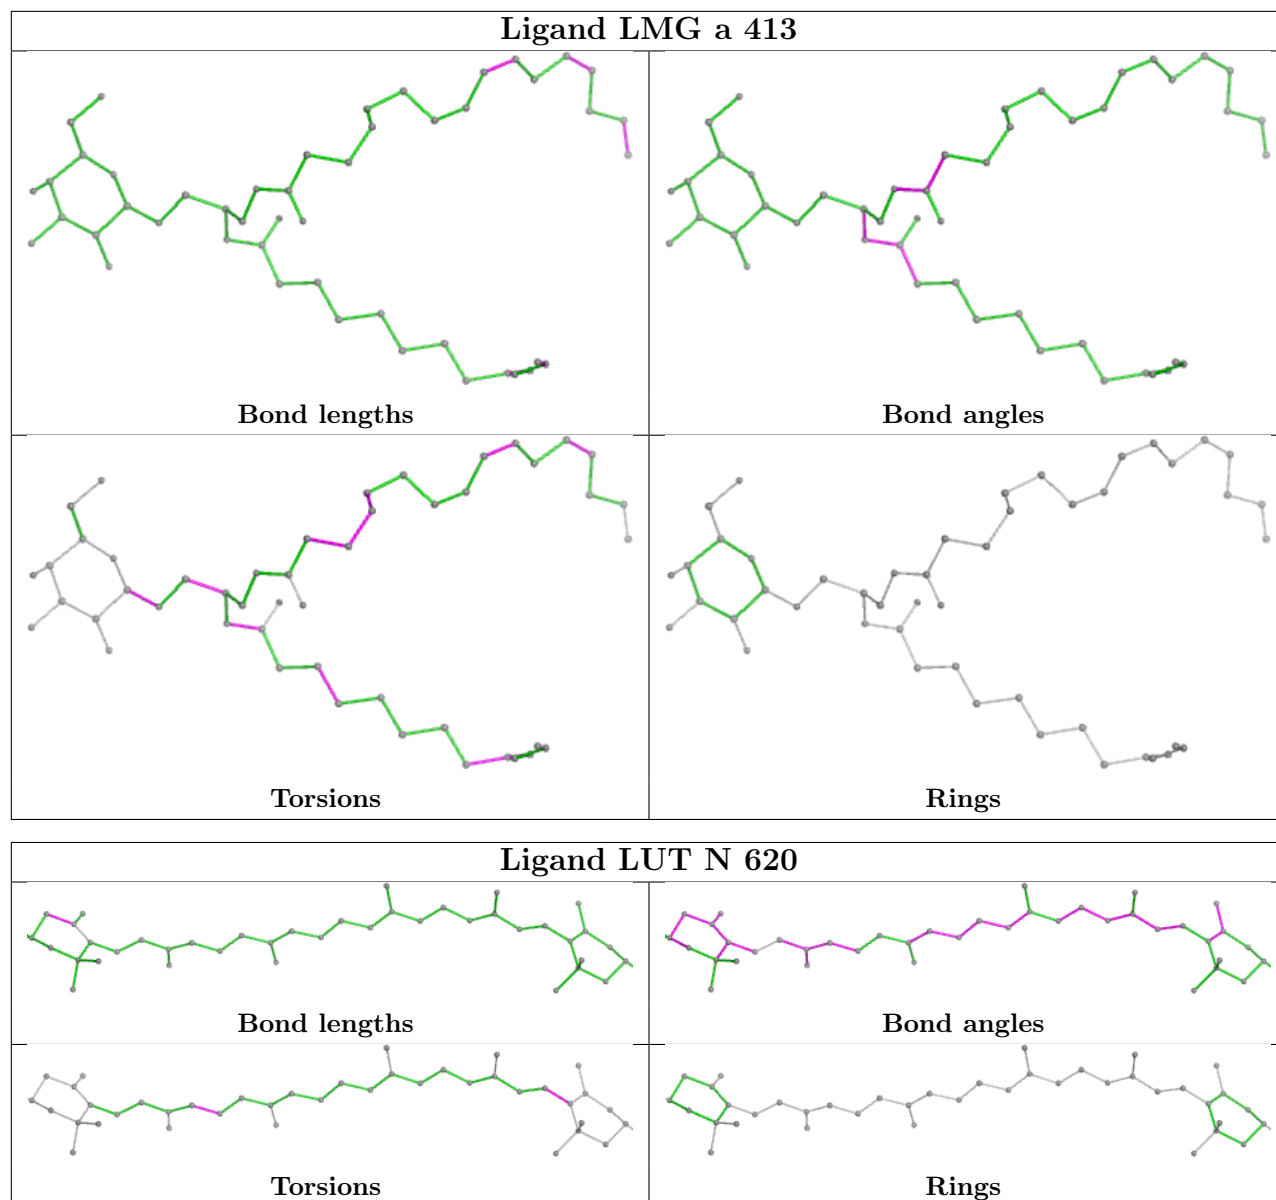 Ligand LMG a 413
Bond lengths
Bond angles
Torsions
Rings
Ligand LUT N 620
Bond lengths
Bond angles
Torsions
Rings